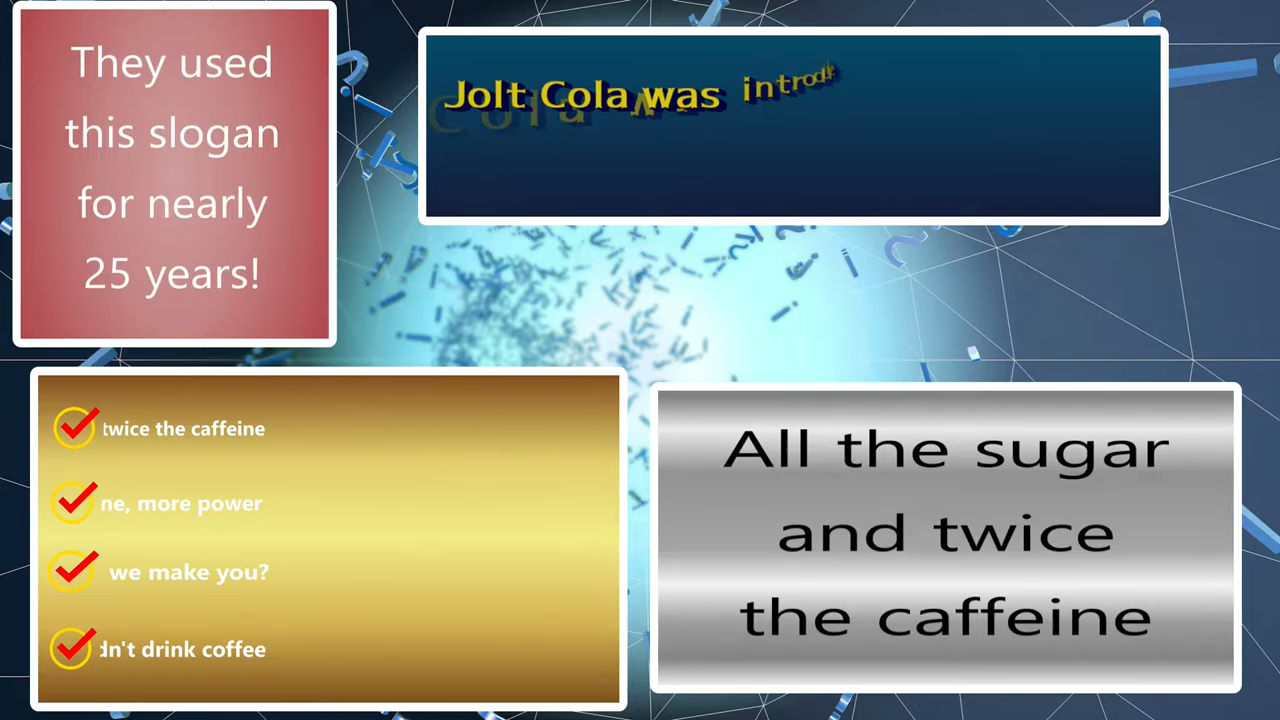 They used
this slogan
for nearly
25 years!
Jolt Cola was
twice the caffeine
ne, more power
we make you?
dn't drink coffee
All the sugar
and twice
the caffeine